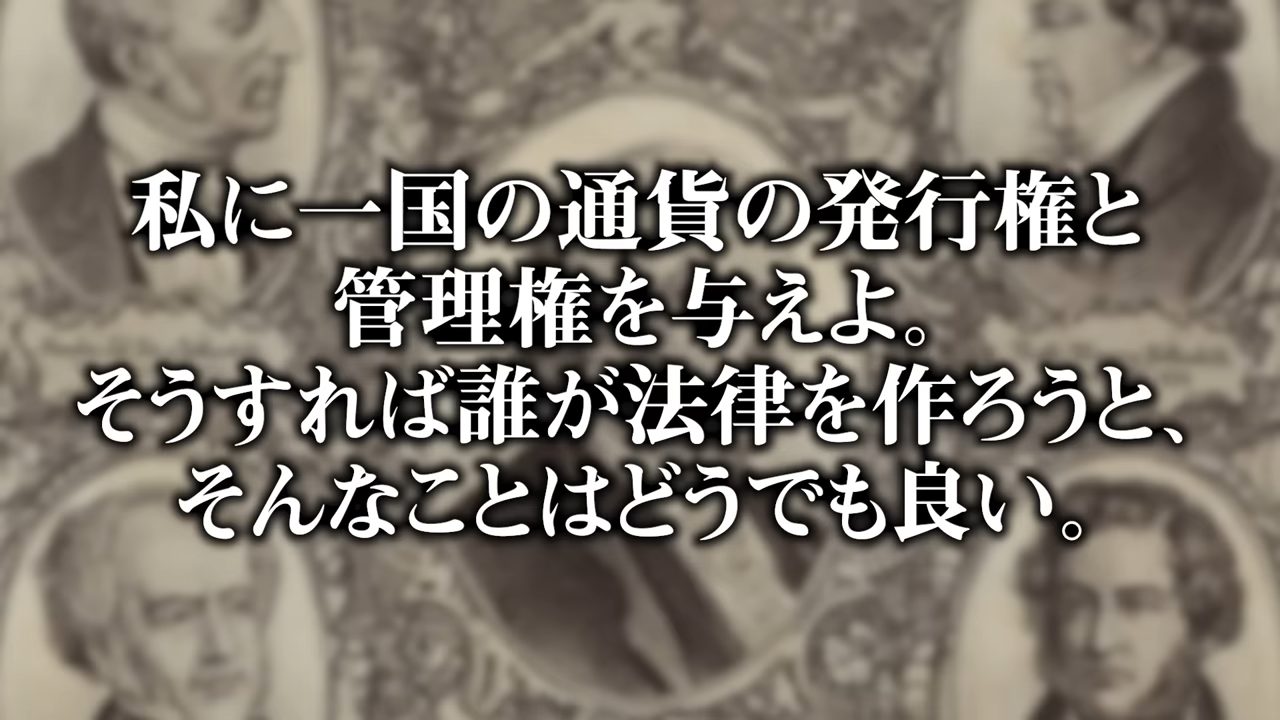 私に一国の通貨の発行権と
管理権を与えよ。
そうすれば誰が法律を作ろうと、
そんなことはどうでも良い。